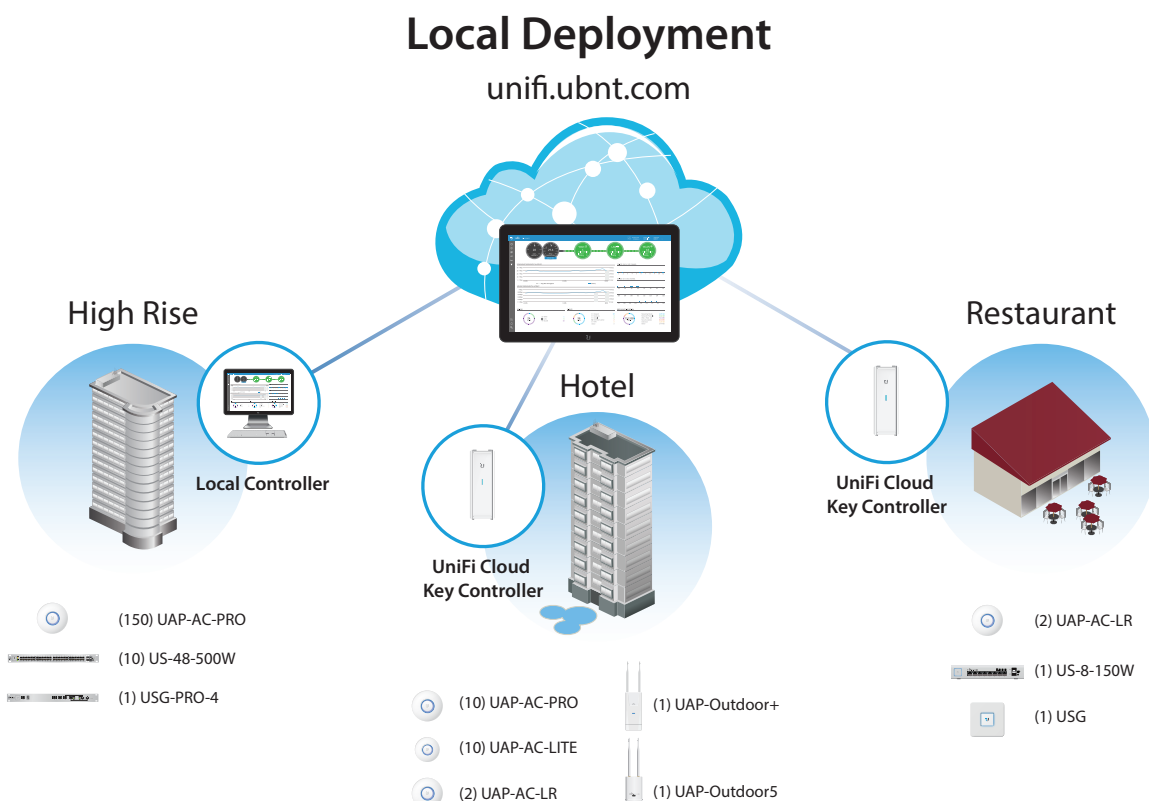 Local Deployment
unifi.ubnt.com
High Rise
Local Controller
(150) UAP-AC-PRO
(10) US-48-500W
(1) USG-PRO-4
Hotel
UniFi Cloud
Key Controller
(10) UAP-AC-PRO
(10) UAP-AC-LITE
(2) UAP-AC-LR
(1) UAP-Outdoor+
(1) UAP-Outdoor5
Restaurant
UniFi Cloud
Key Controller
(2) UAP-AC-LR
(1) US-8-150W
(1) USG